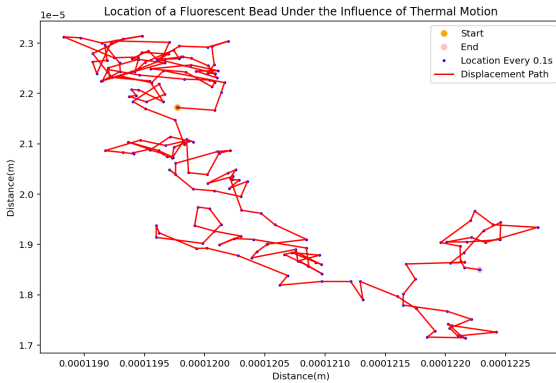 Location of a Fluorescent Bead Under the Influence of Thermal Motion
1e−5
Start
End
Location Every 0.1s
Displacement Path
2.3
2.2
2.1
2.0
1.9
1.8
1.7
Distance(m)
0.0001190 0.0001195 0.0001200 0.0001205 0.0001210 0.0001215 0.0001220 0.0001225
Distance(m)